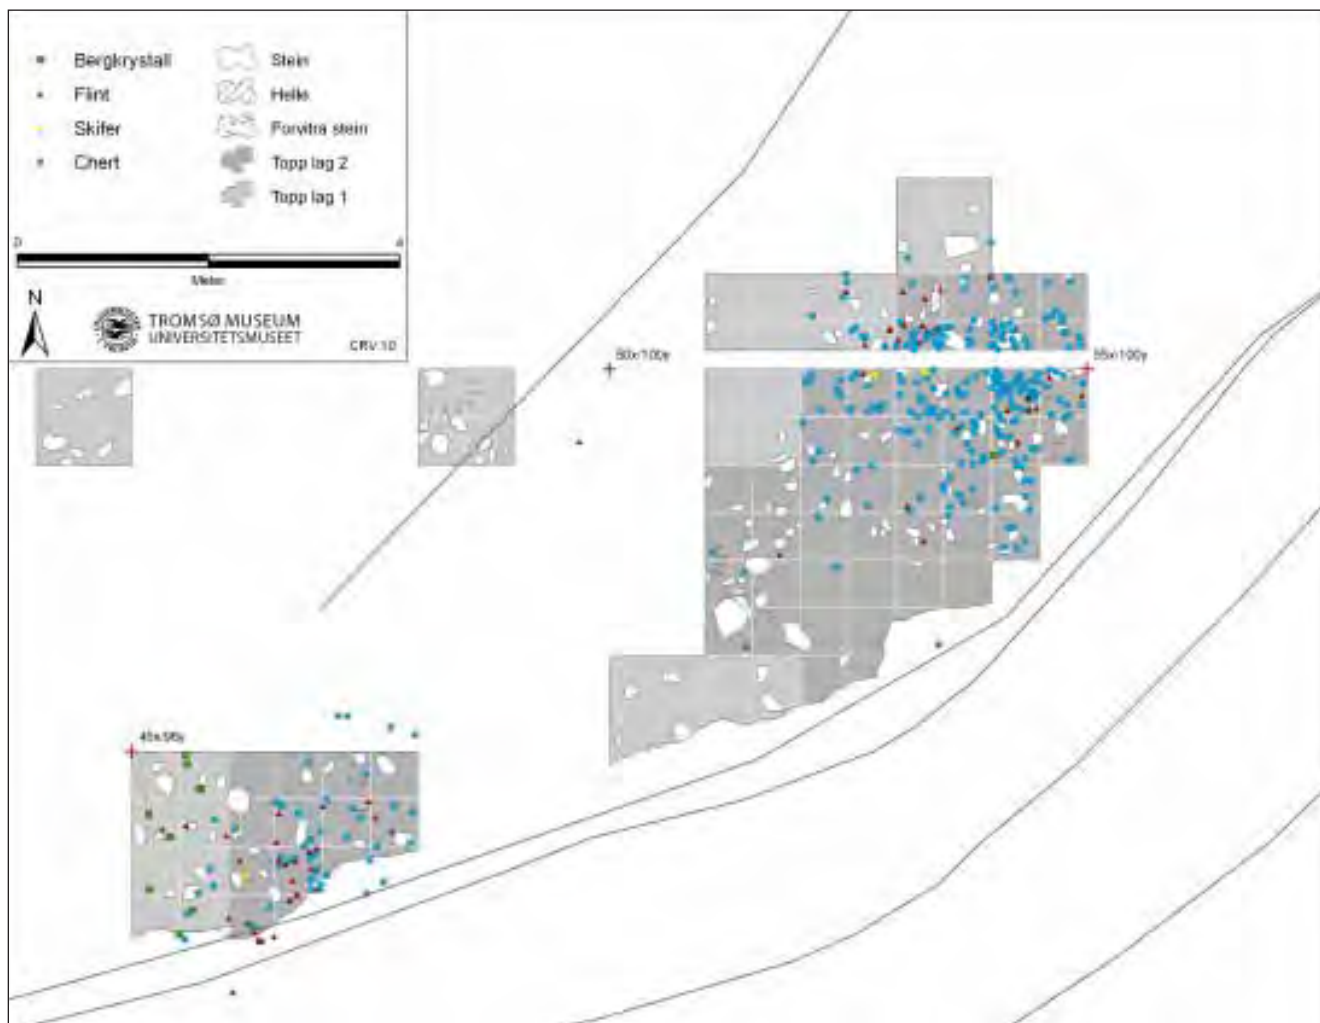 Bergkrystall
Flint
Skifer
Chert
Stein
Helle
Forvitra stein
Topp lag 2
Topp lag 1
0 4
Meter
N
TROMSØ MUSEUM
UNIVERSITETSMUSEET
CRV 10
50x100y
55x100y
45x96y